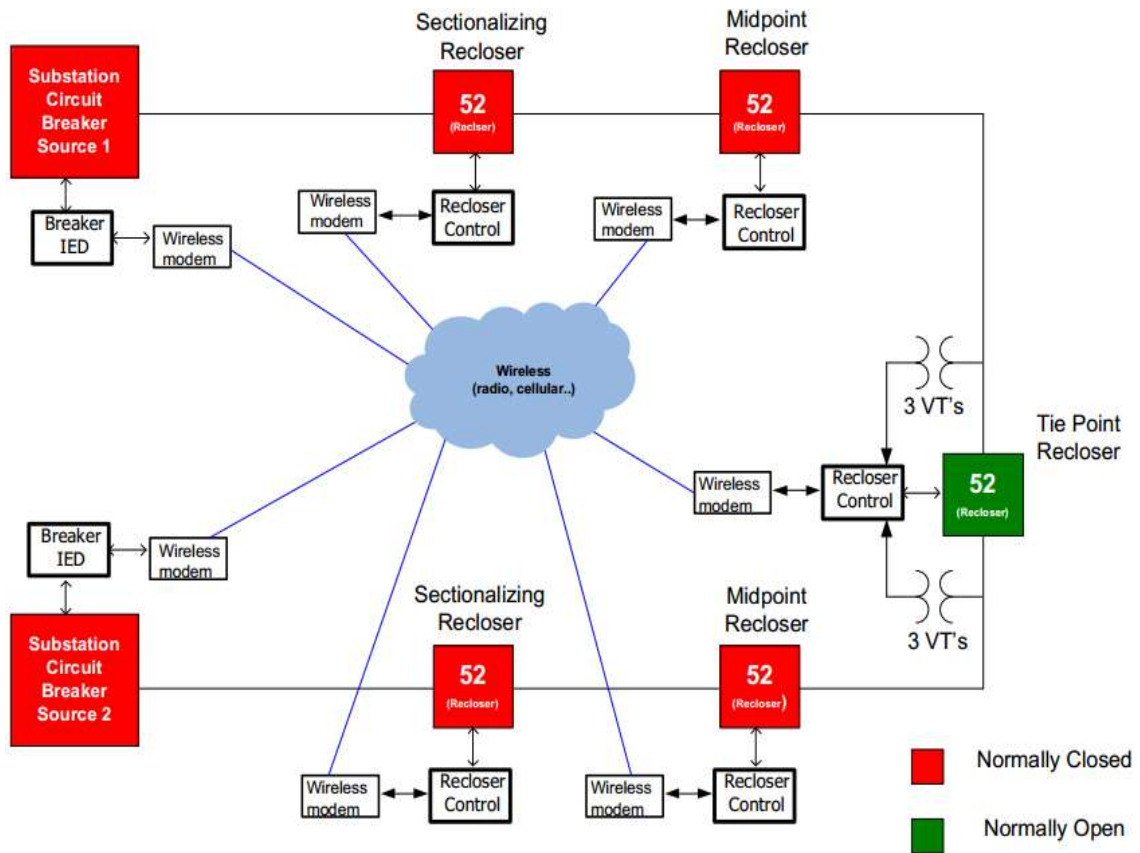 Sectionalizing
Recloser
Midpoint
Recloser
Substation
Circuit
Breaker
Source 1
52
(Reclser)
52
(Recloser)
Breaker
IED
Wireless
modem
Wireless
modem
Recloser
Control
Wireless
modem
Recloser
Control
Wireless
(radio, cellular..)
3 VT's
Tie Point
Recloser
Wireless
modem
Recloser
Control
52
(Recloser)
3 VT's
Breaker
IED
Wireless
modem
Sectionalizing
Recloser
Midpoint
Recloser
Substation
Circuit
Breaker
Source 2
52
(Recloser)
52
(Recloser)
Wireless
modem
Recloser
Control
Wireless
modem
Recloser
Control
Normally Closed
Normally Open